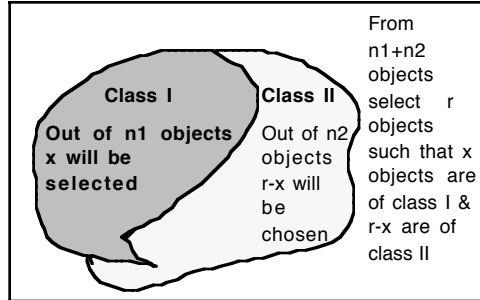 Class I
Out of n1 objects
x will be
selected
Class II
Out of n2
objects
r-x will
be
chosen
From
n1+n2
objects
select r
objects
such that x
objects are
of class I &
r-x are of
class II